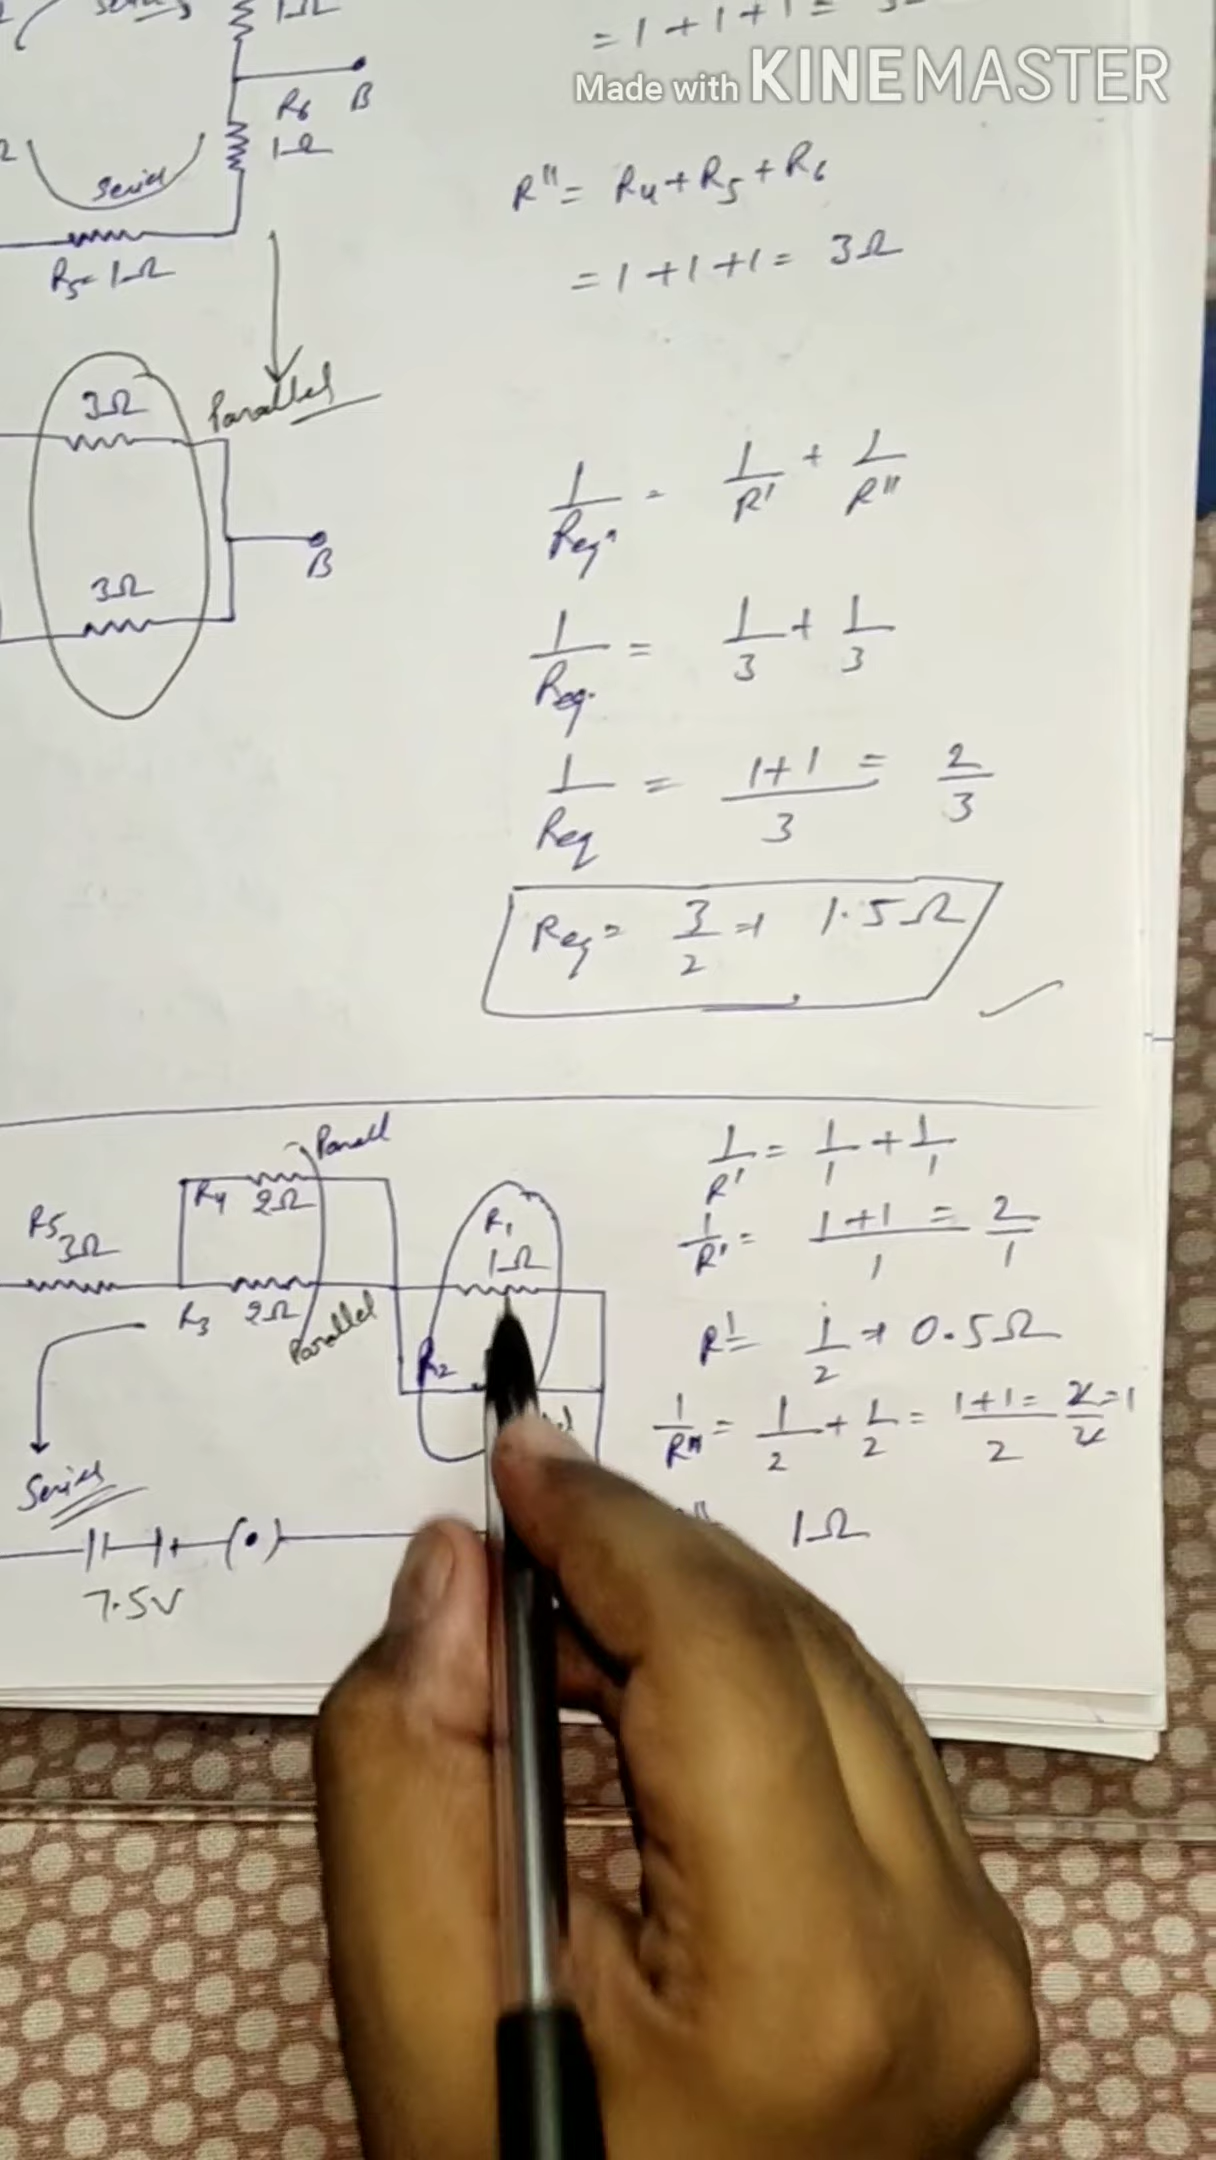 Series
1Ω
= 1 + 1 + 1 =
Made with KINEMASTER
R6 B
1Ω
R'' = R4 + R5 + R6
Series
R5 = 1Ω
= 1 + 1 + 1 = 3Ω
3Ω
Parallel
1/Req = 1/R' + 1/R''
B
3Ω
1/Req = 1/3 + 1/3
1/Req = 1+1/3 = 2/3
Req = 3/2 = 1.5Ω
Parall
R4 2Ω
R5 3Ω
R1
1Ω
R3 2Ω
Parallel
R2
Series
7.5V
1/R' = 1/1 + 1/1
1/R' = 1+1/1 = 2/1
R' = 1/2 = 0.5Ω
1/R'' = 1/2 + 1/2 = 1+1/2 = 2/2 = 1
1Ω